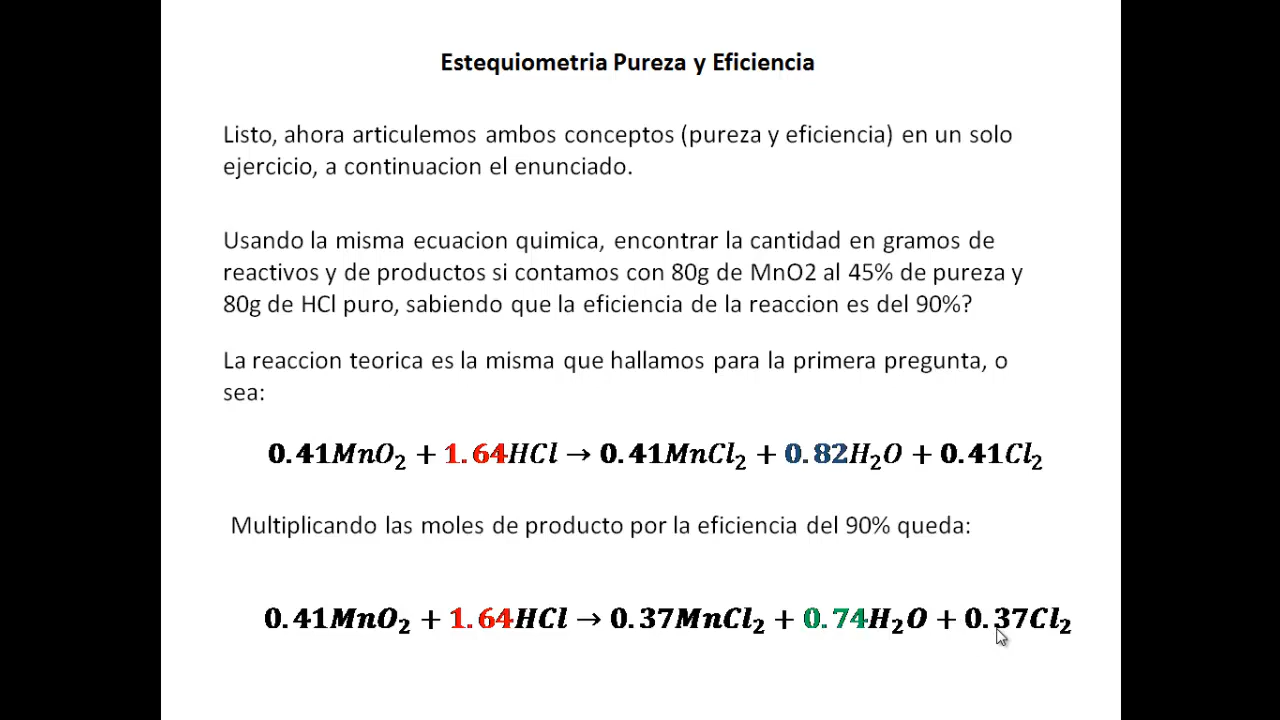 Estequiometria Pureza y Eficiencia
Listo, ahora articulemos ambos conceptos (pureza y eficiencia) en un solo
ejercicio, a continuacion el enunciado.
Usando la misma ecuacion quimica, encontrar la cantidad en gramos de
reactivos y de productos si contamos con 80g de MnO2 al 45% de pureza y
80g de HCl puro, sabiendo que la eficiencia de la reaccion es del 90%?
La reaccion teorica es la misma que hallamos para la primera pregunta, o
sea:
0.41MnO₂ + 1.64HCl → 0.41MnCl₂ + 0.82H₂O + 0.41Cl₂
Multiplicando las moles de producto por la eficiencia del 90% queda:
0.41MnO₂ + 1.64HCl → 0.37MnCl₂ + 0.74H₂O + 0.37Cl₂